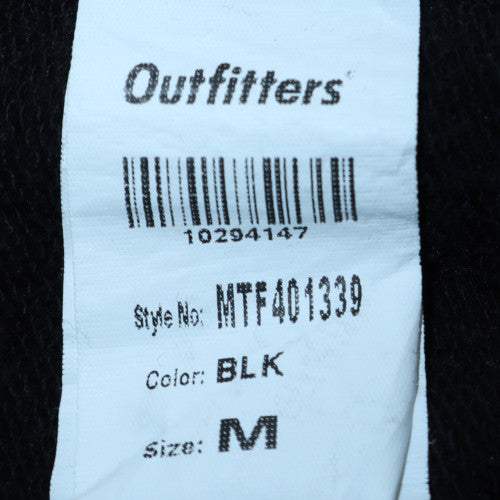 Outfitters
10294147
Style No: MTF401339
Color: BLK
Size: M